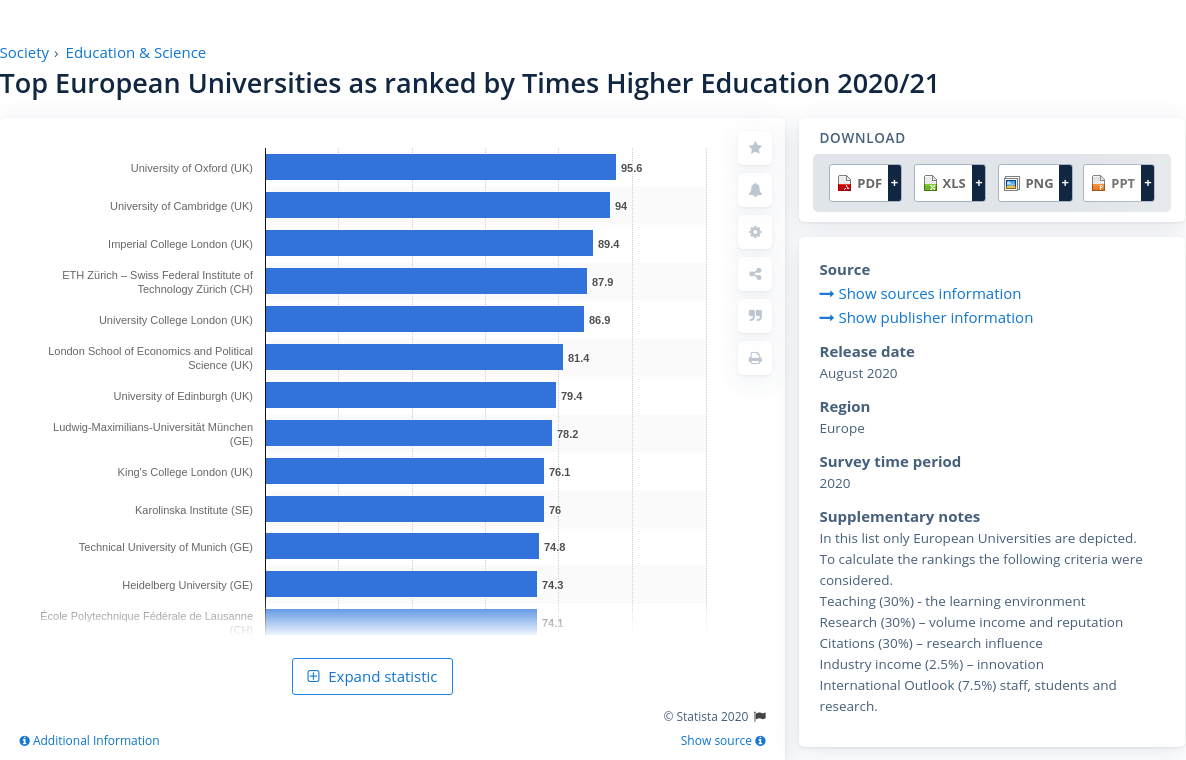 Society › Education & Science
Top European Universities as ranked by Times Higher Education 2020/21
University of Oxford (UK) 95.6
University of Cambridge (UK) 94
Imperial College London (UK) 89.4
ETH Zürich – Swiss Federal Institute of
Technology Zürich (CH) 87.9
University College London (UK) 86.9
London School of Economics and Political
Science (UK) 81.4
University of Edinburgh (UK) 79.4
Ludwig-Maximilians-Universität München
(GE) 78.2
King's College London (UK) 76.1
Karolinska Institute (SE) 76
Technical University of Munich (GE) 74.8
Heidelberg University (GE) 74.3
École Polytechnique Fédérale de Lausanne
(CH) 74.1
Expand statistic
© Statista 2020
Additional Information
Show source
DOWNLOAD
PDF + XLS + PNG + PPT +
Source
Show sources information
Show publisher information
Release date
August 2020
Region
Europe
Survey time period
2020
Supplementary notes
In this list only European Universities are depicted.
To calculate the rankings the following criteria were
considered.
Teaching (30%) - the learning environment
Research (30%) – volume income and reputation
Citations (30%) – research influence
Industry income (2.5%) – innovation
International Outlook (7.5%) staff, students and
research.